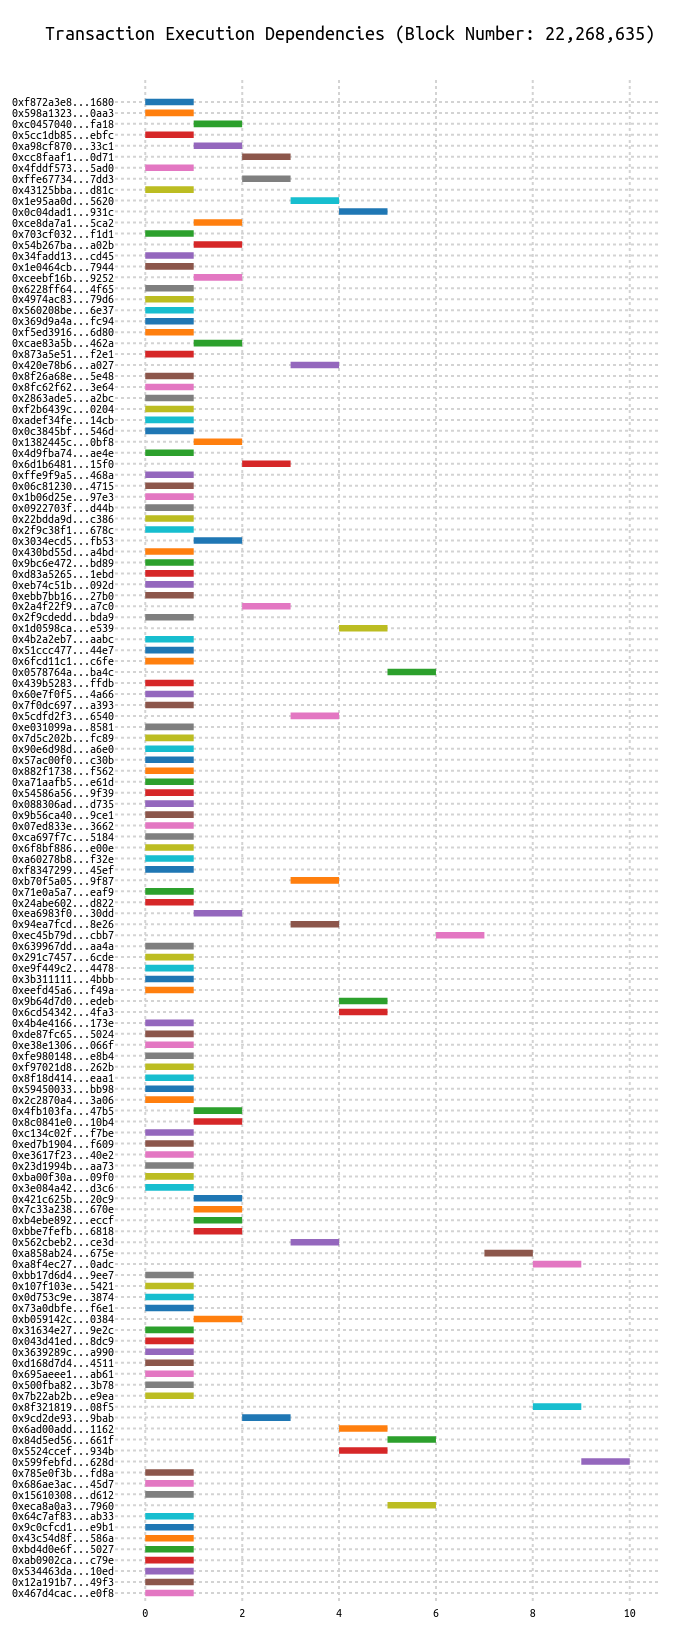 Transaction Execution Dependencies (Block Number: 22,268,635)
0xf872a3e8...1680
0x598a1323...0aa3
0xc0457040...fa18
0x5cc1db85...ebfc
0xa98cf870...33c1
0xcc8faaf1...0d71
0x4fddf573...5ad0
0xffe67734...7dd3
0x43125bba...d81c
0x1e95aa0d...5620
0x0c04dad1...931c
0xce8da7a1...5ca2
0x703cf032...f1d1
0x54b267ba...a02b
0x34fadd13...cd45
0x1e0464cb...7944
0xceebf16b...9252
0x6228ff64...4f65
0x4974ac83...79d6
0x560208be...6e37
0x369d9a4a...fc94
0xf5ed3916...6d80
0xcae83a5b...462a
0x873a5e51...f2e1
0x420e78b6...a027
0x8f26a68e...5e48
0x8fc62f62...3e64
0x2863ade5...a2bc
0xf2b6439c...0204
0xadef34fe...14cb
0x0c3845bf...546d
0x1382445c...0bf8
0x4d9fba74...ae4e
0x6d1b6481...15f0
0xffe9f9a5...468a
0x06c81230...4715
0x1b06d25e...97e3
0x0922703f...d44b
0x22bdda9d...c386
0x2f9c38f1...678c
0x3034ecd5...fb53
0x430bd55d...a4bd
0x9bc6e472...bd89
0xd83a5265...1ebd
0xeb74c51b...092d
0xebb7bb16...27b0
0x2a4f22f9...a7c0
0x2f9cdedd...bda9
0x1d0598ca...e539
0x4b2a2eb7...aabc
0x51ccc477...44e7
0x6fcd11c1...c6fe
0x0578764a...ba4c
0x439b5283...ffdb
0x60e7f0f5...4a66
0x7f0dc697...a393
0x5cdfd2f3...6540
0xe031099a...8581
0x7d5c202b...fc89
0x90e6d98d...a6e0
0x57ac00f0...c30b
0x882f1738...f562
0xa71aafb5...e61d
0x54586a56...9f39
0x088306ad...d735
0x9b56ca40...9ce1
0x07ed833e...3662
0xca697f7c...5184
0x6f8bf886...e00e
0xa60278b8...f32e
0xf8347299...45ef
0xb70f5a05...9f87
0x71e0a5a7...eaf9
0x24abe602...d822
0xea6983f0...30dd
0x94ea7fcd...8e26
0xec45b79d...cbb7
0x639967dd...aa4a
0x291c7457...6cde
0xe9f449c2...4478
0x3b311111...4bbb
0xeefd45a6...f49a
0x9b64d7d0...edeb
0x6cd54342...4fa3
0x4b4e4166...173e
0xde87fc65...5024
0xe38e1306...066f
0xfe980148...e8b4
0xf97021d8...262b
0x8f18d414...eaa1
0x59450033...bb98
0x2c2870a4...3a06
0x4fb103fa...47b5
0x8c0841e0...10b4
0xc134c02f...f7be
0xed7b1904...f609
0xe3617f23...40e2
0x23d1994b...aa73
0xba00f30a...09f0
0x3e084a42...d3c6
0x421c625b...20c9
0x7c33a238...670e
0xb4ebe892...eccf
0xbbe7fefb...6818
0x562cbeb2...ce3d
0xa858ab24...675e
0xa8f4ec27...0adc
0xbb17d6d4...9ee7
0x107f103e...5421
0x0d753c9e...3874
0x73a0dbfe...f6e1
0xb059142c...0384
0x31634e27...9e2c
0x043d41ed...8dc9
0x3639289c...a990
0xd168d7d4...4511
0x695aeee1...ab61
0x500fba82...3b78
0x7b22ab2b...e9ea
0x8f321819...08f5
0x9cd2de93...9bab
0x6ad00add...1162
0x84d5ed56...661f
0x5524ccef...934b
0x599febfd...628d
0x785e0f3b...fd8a
0x686ae3ac...45d7
0x15610308...d612
0xeca8a0a3...7960
0x64c7af83...ab33
0x9c0cfcd1...e9b1
0x43c54d8f...586a
0xbd4d0e6f...5027
0xab0902ca...c79e
0x534463da...10ed
0x12a191b7...49f3
0x467d4cac...e0f8
0 2 4 6 8 10